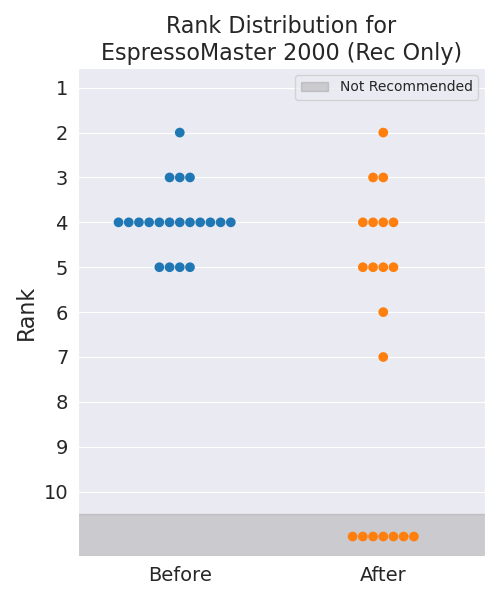 Rank Distribution for
EspressoMaster 2000 (Rec Only)
Not Recommended
Rank
1
2
3
4
5
6
7
8
9
10
Before After